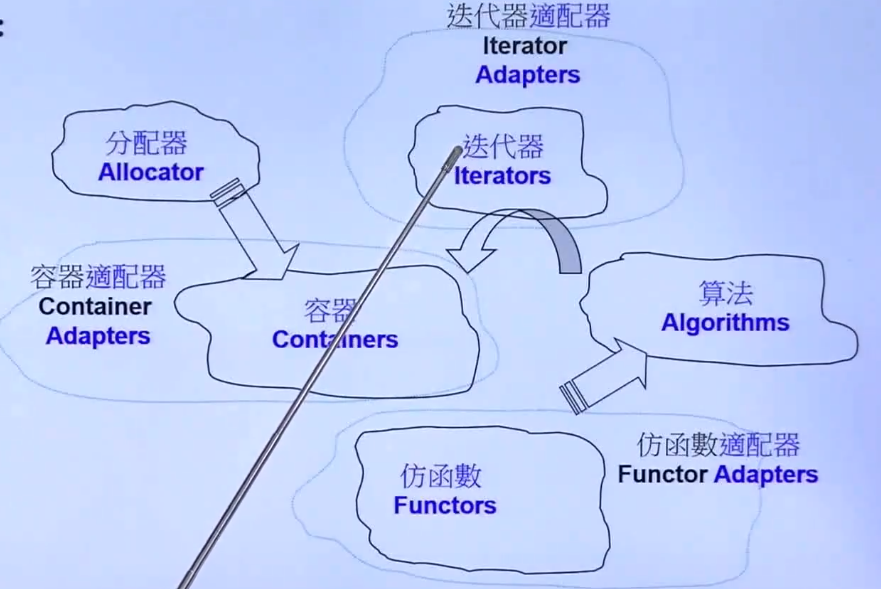 :
迭代器適配器
Iterator
Adapters
分配器
Allocator
迭代器
Iterators
容器適配器
Container
Adapters
容器
Containers
算法
Algorithms
仿函數
Functors
仿函數適配器
Functor Adapters